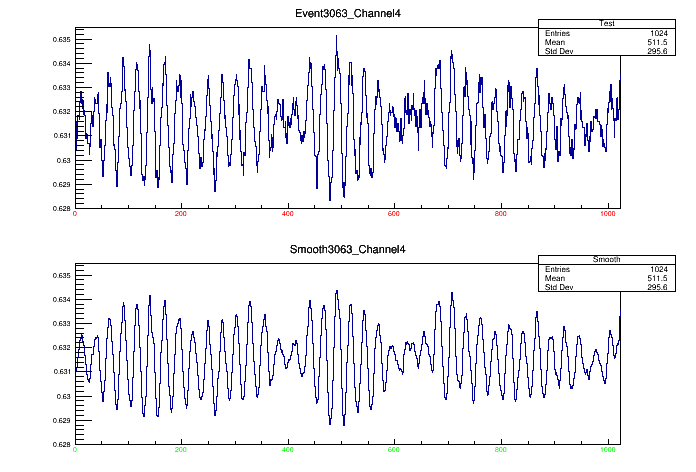 Event3063_Channel4
Test
Entries 1024
Mean 511.5
Std Dev 295.6
0.635
0.634
0.633
0.632
0.631
0.63
0.629
0.628
0 200 400 600 800 1000
Smooth3063_Channel4
Smooth
Entries 1024
Mean 511.5
Std Dev 295.6
0.635
0.634
0.633
0.632
0.631
0.63
0.629
0.628
0 200 400 600 800 1000